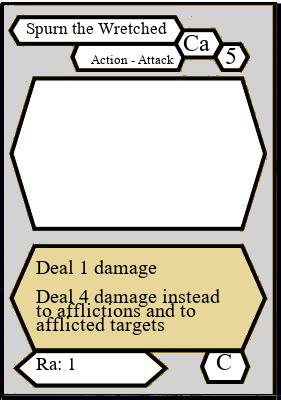 Spurn the Wretched
Ca
Action - Attack
5
Deal 1 damage
Deal 4 damage instead
to afflictions and to
afflicted targets
Ra: 1
C